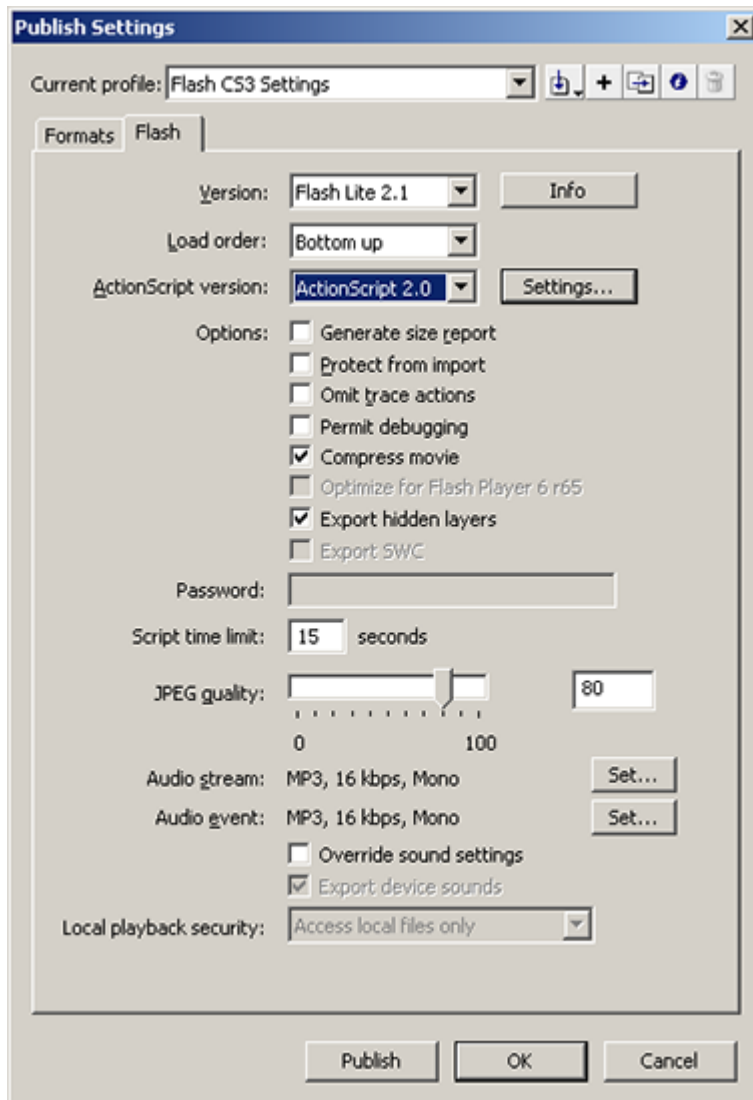 Publish Settings
Current profile: Flash CS3 Settings
Formats Flash
Version: Flash Lite 2.1 Info
Load order: Bottom up
ActionScript version: ActionScript 2.0 Settings...
Options: Generate size report
Protect from import
Omit trace actions
Permit debugging
Compress movie
Optimize for Flash Player 6 r65
Export hidden layers
Export SWC
Password:
Script time limit: 15 seconds
JPEG quality: 80
0 100
Audio stream: MP3, 16 kbps, Mono Set...
Audio event: MP3, 16 kbps, Mono Set...
Override sound settings
Export device sounds
Local playback security: Access local files only
Publish OK Cancel